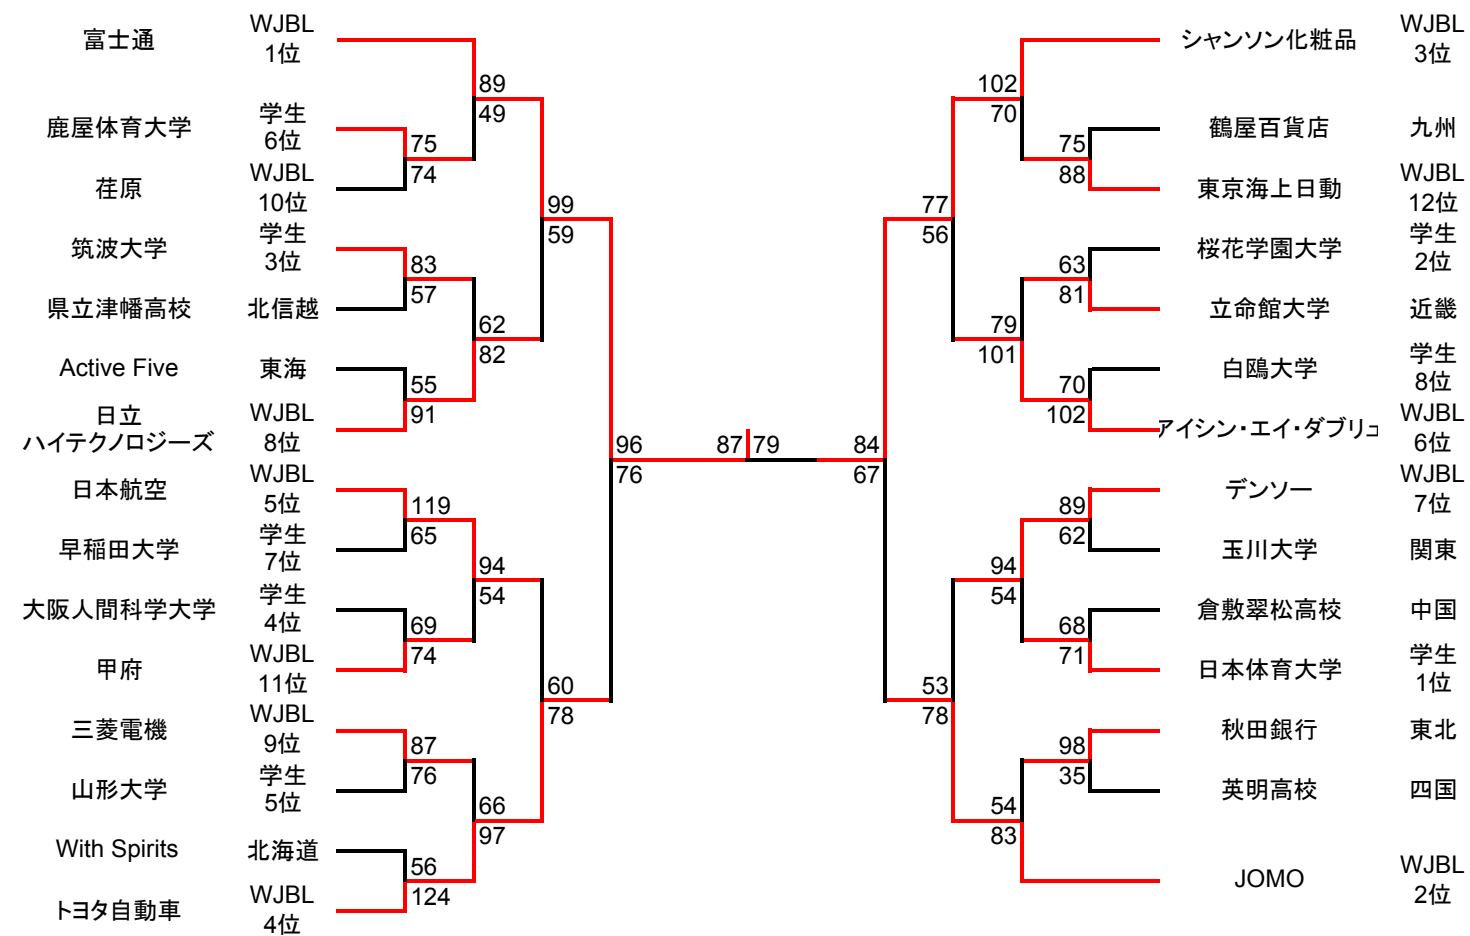 富士通
WJBL
1位
鹿屋体育大学
学生
6位
荏原
WJBL
10位
筑波大学
学生
3位
県立津幡高校
北信越
Active Five
東海
日立
ハイテクノロジーズ
WJBL
8位
日本航空
WJBL
5位
早稲田大学
学生
7位
大阪人間科学大学
学生
4位
甲府
WJBL
11位
三菱電機
WJBL
9位
山形大学
学生
5位
With Spirits
北海道
トヨタ自動車
WJBL
4位
89
49
75
74
99
59
83
57
62
82
55
91
96
76
119
65
94
54
69
74
60
78
87
76
66
97
56
124
87
79
84
67
102
70
75
88
77
56
63
81
79
101
70
102
89
62
94
54
68
71
53
78
98
35
54
83
シャンソン化粧品
WJBL
3位
鶴屋百貨店
九州
東京海上日動
WJBL
12位
桜花学園大学
学生
2位
立命館大学
近畿
白鴎大学
学生
8位
アイシン・エイ・ダブリュ
WJBL
6位
デンソー
WJBL
7位
玉川大学
関東
倉敷翠松高校
中国
日本体育大学
学生
1位
秋田銀行
東北
英明高校
四国
JOMO
WJBL
2位